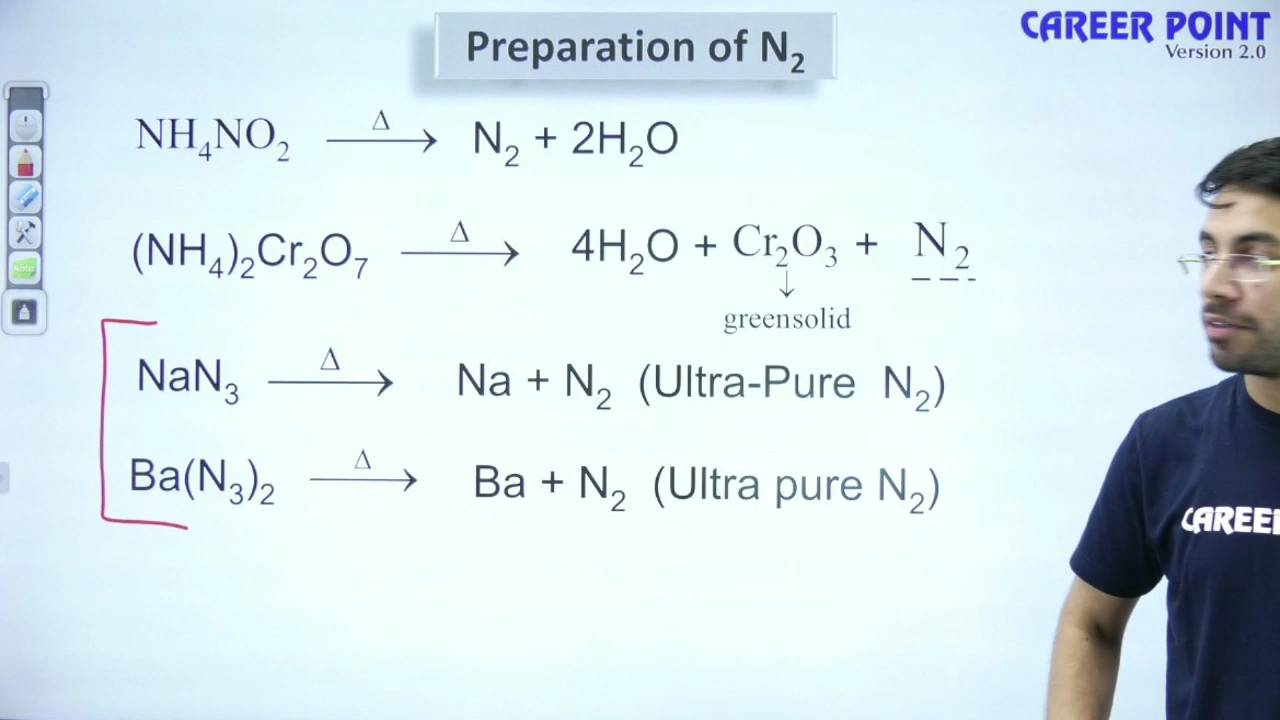 CAREER POINT
Version 2.0
Preparation of N₂
NH₄NO₂ —Δ→ N₂ + 2H₂O
(NH₄)₂Cr₂O₇ —Δ→ 4H₂O + Cr₂O₃ + N₂
↓
greensolid
NaN₃ —Δ→ Na + N₂ (Ultra-Pure N₂)
Ba(N₃)₂ —Δ→ Ba + N₂ (Ultra pure N₂)
Note
CAREE